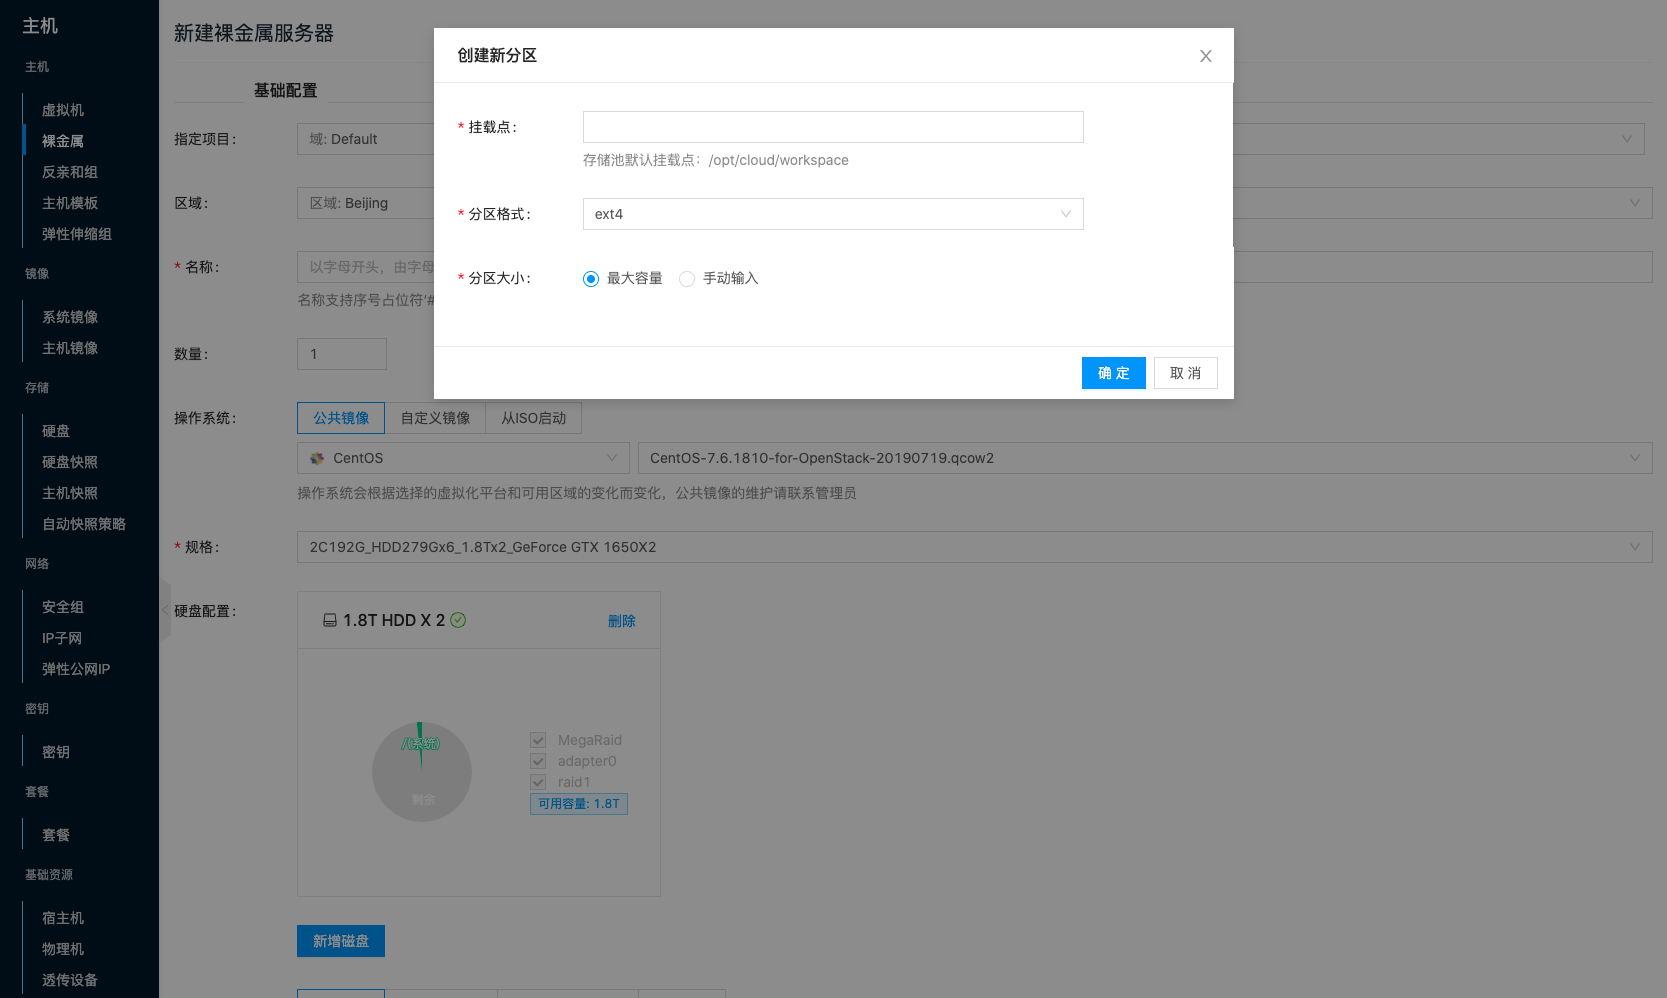 主机
主机
虚拟机
裸金属
反亲和组
主机模板
弹性伸缩组
镜像
系统镜像
主机镜像
存储
硬盘
硬盘快照
主机快照
自动快照策略
网络
安全组
IP子网
弹性公网IP
密钥
密钥
套餐
套餐
基础资源
宿主机
物理机
透传设备
新建裸金属服务器
基础配置
指定项目:
域: Default
区域:
区域: Beijing
* 名称:
以字母开头，由字母
名称支持序号占位符'#
数量:
1
操作系统:
公共镜像 自定义镜像 从ISO启动
CentOS
CentOS-7.6.1810-for-OpenStack-20190719.qcow2
操作系统会根据选择的虚拟化平台和可用区域的变化而变化，公共镜像的维护请联系管理员
* 规格:
2C192G_HDD279Gx6_1.8Tx2_GeForce GTX 1650X2
硬盘配置:
1.8T HDD X 2
删除
/(系统)
剩余
MegaRaid
adapter0
raid1
可用容量: 1.8T
新增磁盘
创建新分区
* 挂载点:
存储池默认挂载点：/opt/cloud/workspace
* 分区格式:
ext4
* 分区大小:
最大容量 手动输入
确 定
取 消